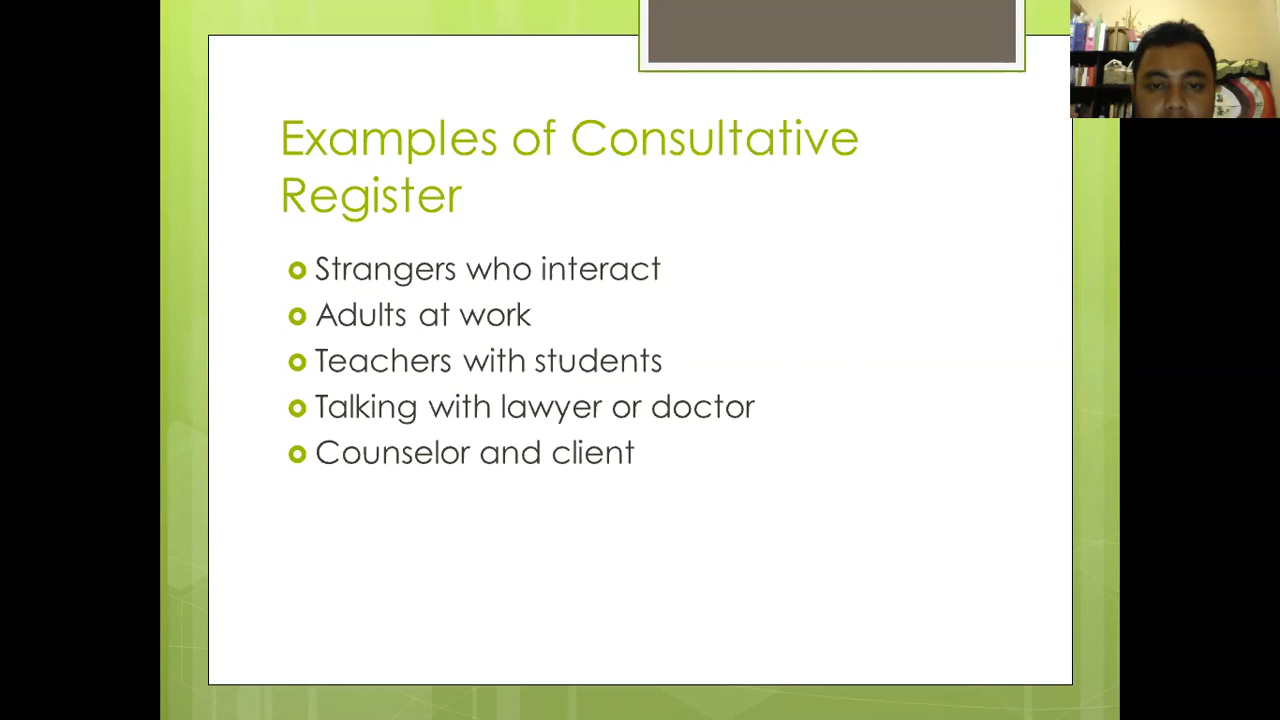 Examples of Consultative
Register
Strangers who interact
Adults at work
Teachers with students
Talking with lawyer or doctor
Counselor and client